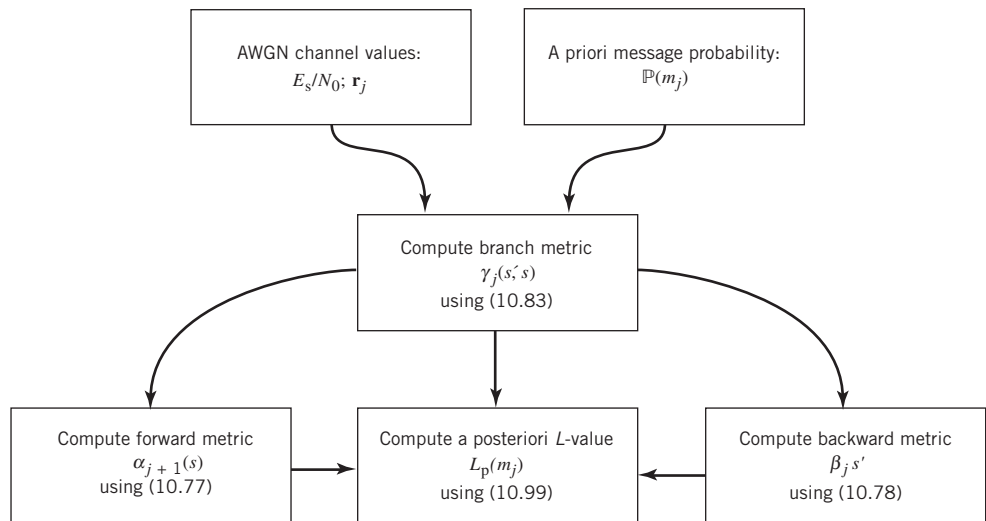 AWGN channel values:
E_s/N_0; r_j
A priori message probability:
ℙ(m_j)
Compute branch metric
γ_j(s,́ s)
using (10.83)
Compute forward metric
α_{j + 1}(s)
using (10.77)
Compute a posteriori L-value
L_p(m_j)
using (10.99)
Compute backward metric
β_j s′
using (10.78)